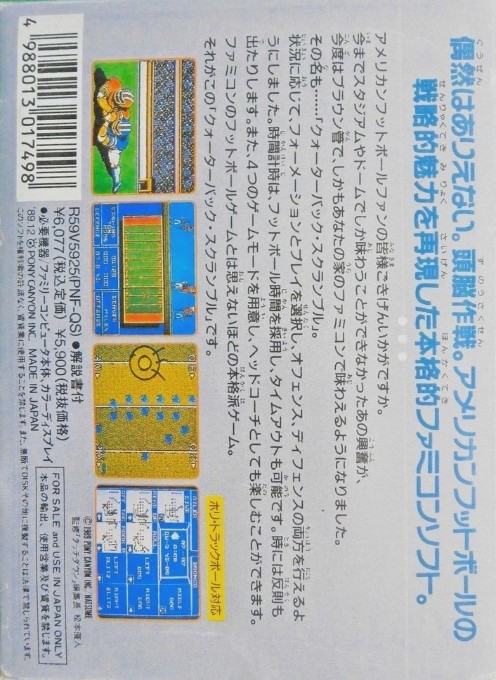 偶然はありえない。頭脳作戦。アメリカンフットボールの
戦略的魅力を再現した本格的ファミコンソフト。
アメリカンフットボールファンの皆様ごきげんいかがですか。
今までスタジアムやドームでしか味わうことができなかったあの興奮が、
今度はブラウン管で、しかもあなたの家のファミコンで味わえるようになりました。
その名も……「クォーターバック・スクランブル」。
状況に応じて、フォーメーションとプレイを選択し、オフェンス、ディフェンスの両方を行えるよ
うにしました。時間計時は、フットボール時間を採用し、タイムアウトも可能です。時には反則も
出たりします。また、4つのゲームモードを用意し、ヘッドコーチとしても楽しむことができます。
ファミコンのフットボールゲームとは思えないほどの本格派ゲーム。
それがこの「クォーターバック・スクランブル」です。
ホリ・トラックボール対応
©1989 PONY CANYON INC. NATSUME
監修「タッチダウン」編集長 松本直人
R59V5925(PNF-QS) ●解説書付
¥6,077(税込定価) ¥5,900(税抜価格)
●必要機器/ファミリーコンピュータ本体、カラーディスプレイ
'89.12 Ⓟ PONY CANYON INC. MADE IN JAPAN
FOR SALE and USE IN JAPAN ONLY
本品の輸出、使用営業及び賃貸を禁じます。
4 988013 017498